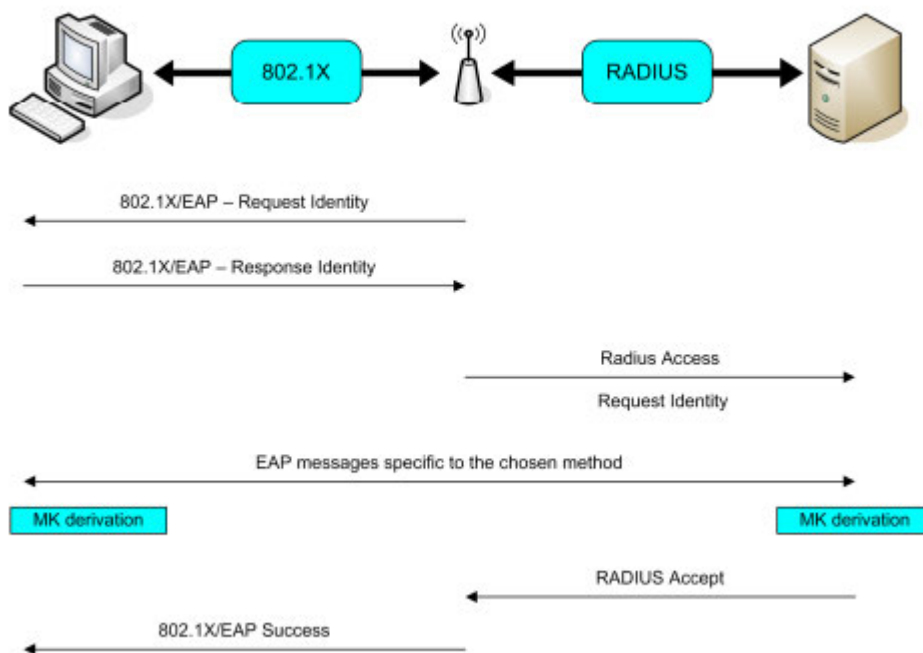 802.1X
RADIUS
802.1X/EAP – Request Identity
802.1X/EAP – Response Identity
Radius Access
Request Identity
EAP messages specific to the chosen method
MK derivation
MK derivation
RADIUS Accept
802.1X/EAP Success